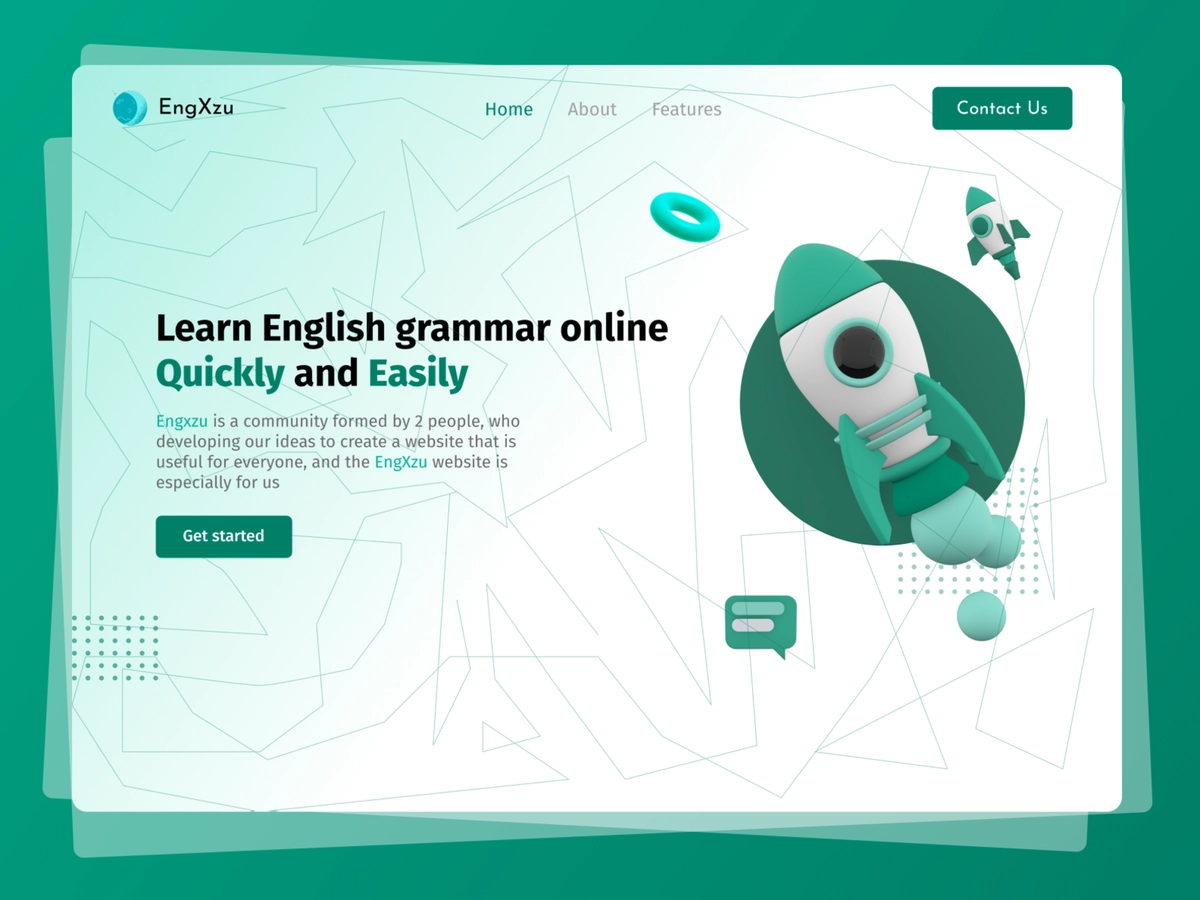 EngXzu
Home About Features
Contact Us
Learn English grammar online
Quickly and Easily
Engxzu is a community formed by 2 people, who
developing our ideas to create a website that is
useful for everyone, and the EngXzu website is
especially for us
Get started